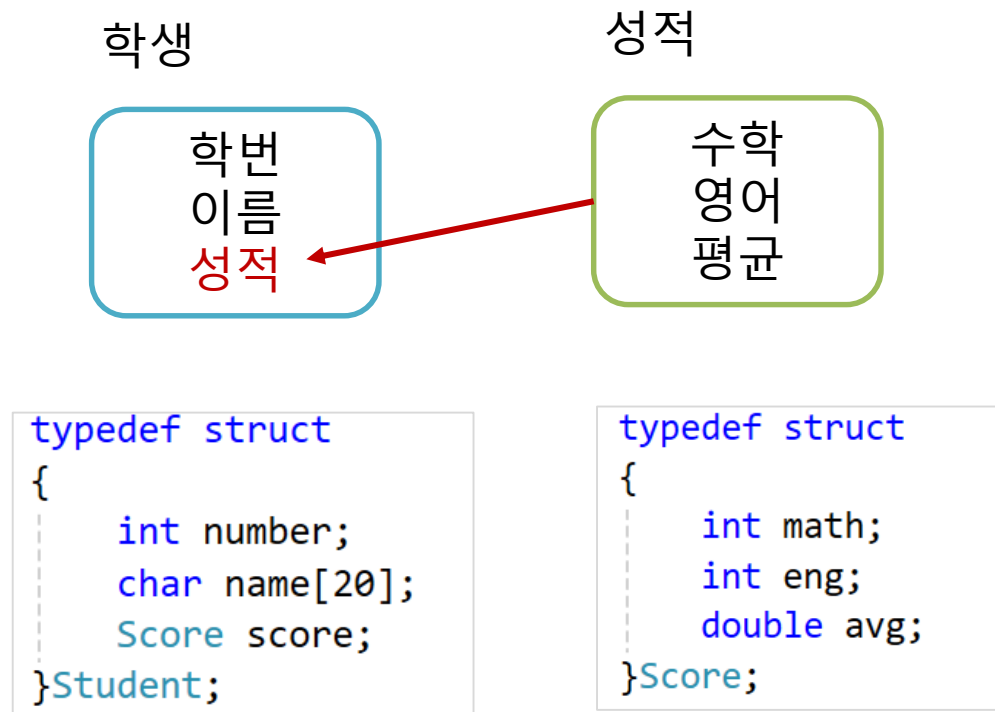 학생
학번
이름
성적
성적
수학
영어
평균
typedef struct
{
    int number;
    char name[20];
    Score score;
}Student;
typedef struct
{
    int math;
    int eng;
    double avg;
}Score;